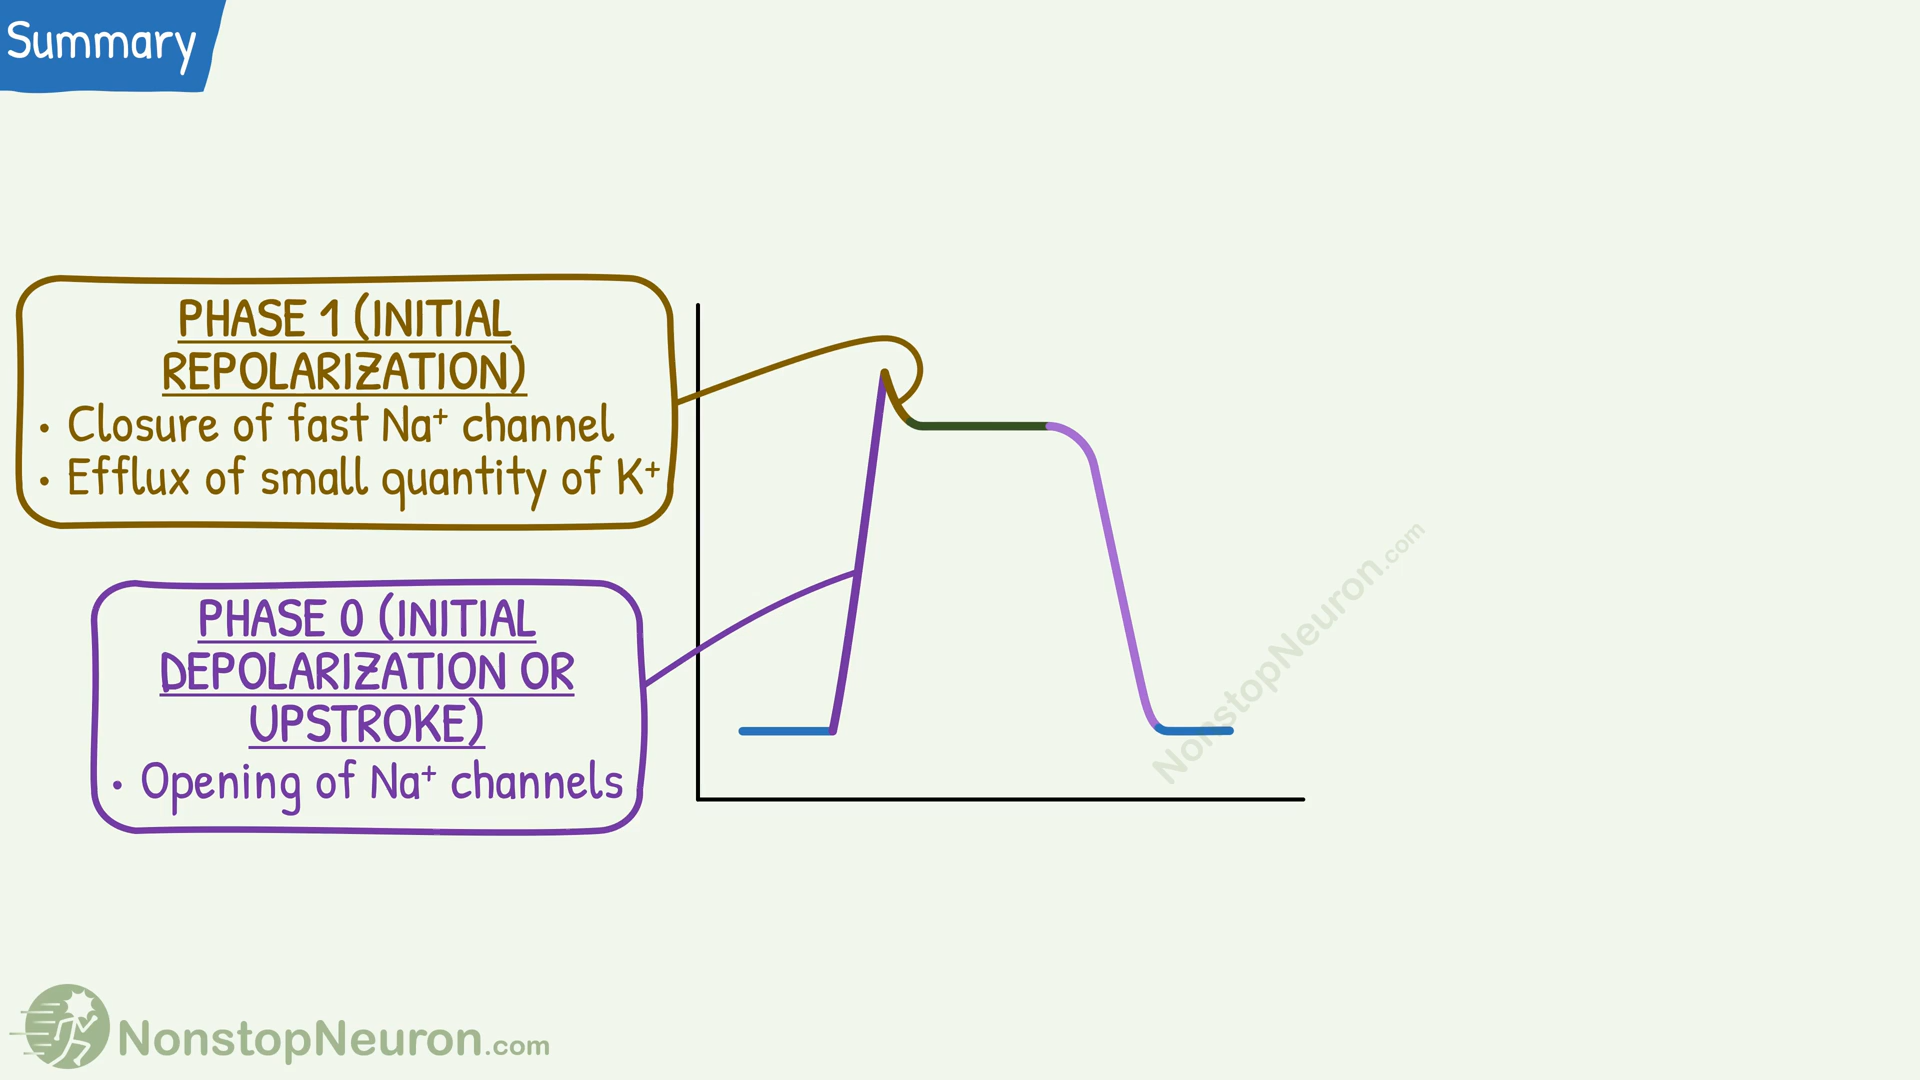 Summary
PHASE 1 (INITIAL
REPOLARIZATION)
• Closure of fast Na⁺ channel
• Efflux of small quantity of K⁺
PHASE 0 (INITIAL
DEPOLARIZATION OR
UPSTROKE)
• Opening of Na⁺ channels
NonstopNeuron.com
NonstopNeuron.com